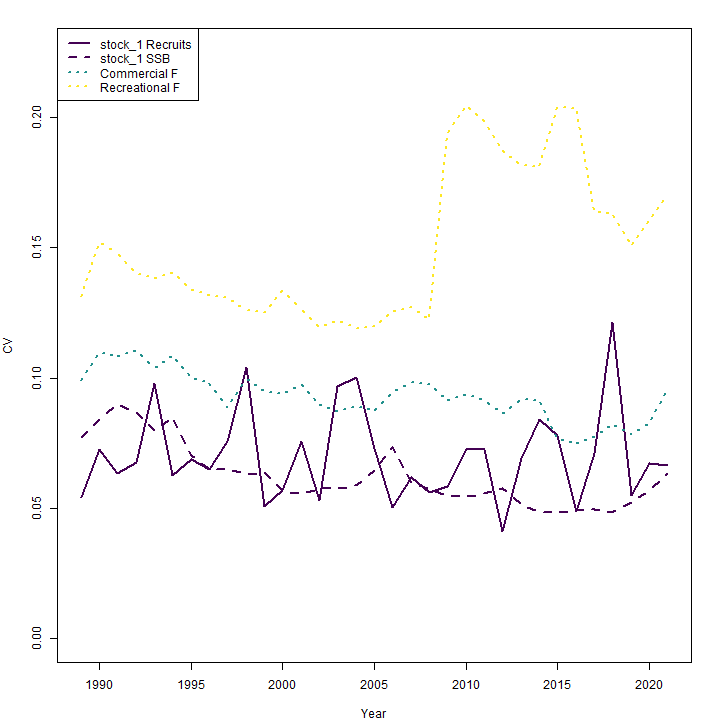 stock_1 Recruits
stock_1 SSB
Commercial F
Recreational F
0.20
0.15
0.10
0.05
0.00
CV
1990 1995 2000 2005 2010 2015 2020
Year